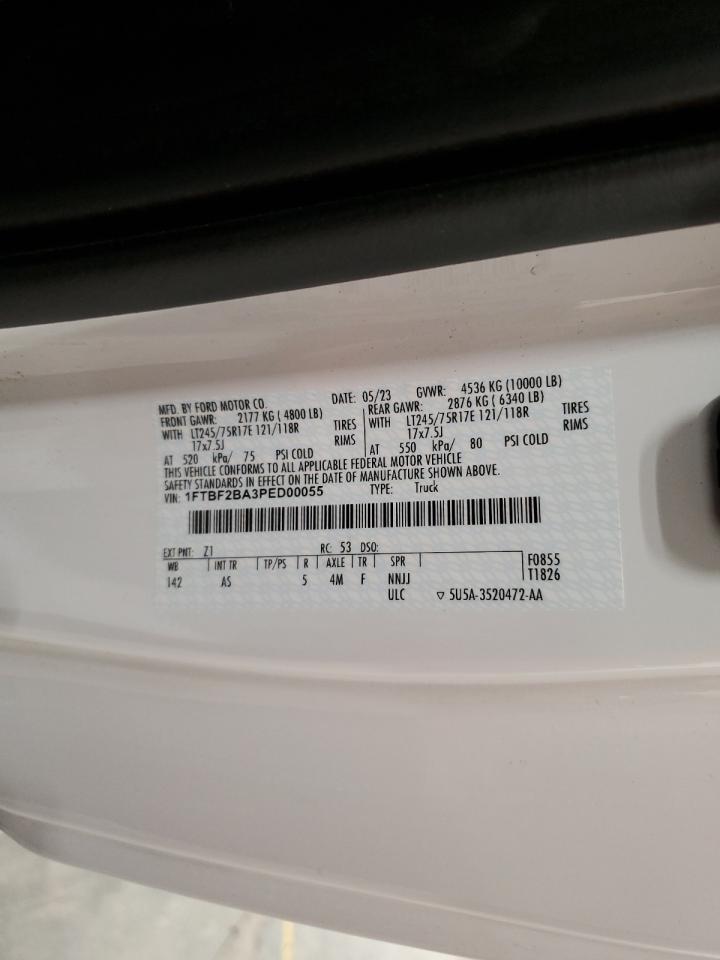 MFD. BY FORD MOTOR CO. DATE: 05/23 GVWR: 4536 KG (10000 LB)
FRONT GAWR: 2177 KG ( 4800 LB) REAR GAWR: 2876 KG ( 6340 LB)
WITH LT245/75R17E 121/118R TIRES WITH LT245/75R17E 121/118R TIRES
17x7.5J RIMS 17x7.5J RIMS
AT 520 kPa/ 75 PSI COLD AT 550 kPa/ 80 PSI COLD
THIS VEHICLE CONFORMS TO ALL APPLICABLE FEDERAL MOTOR VEHICLE
SAFETY STANDARDS IN EFFECT ON THE DATE OF MANUFACTURE SHOWN ABOVE.
VIN: 1FTBF2BA3PED00055 TYPE: Truck
EXT PNT: Z1 RC: 53 DSO:
WB INT TR TP/PS R AXLE TR SPR F0855
142 AS 5 4M F NNJJ T1826
ULC ▽ 5U5A-3520472-AA